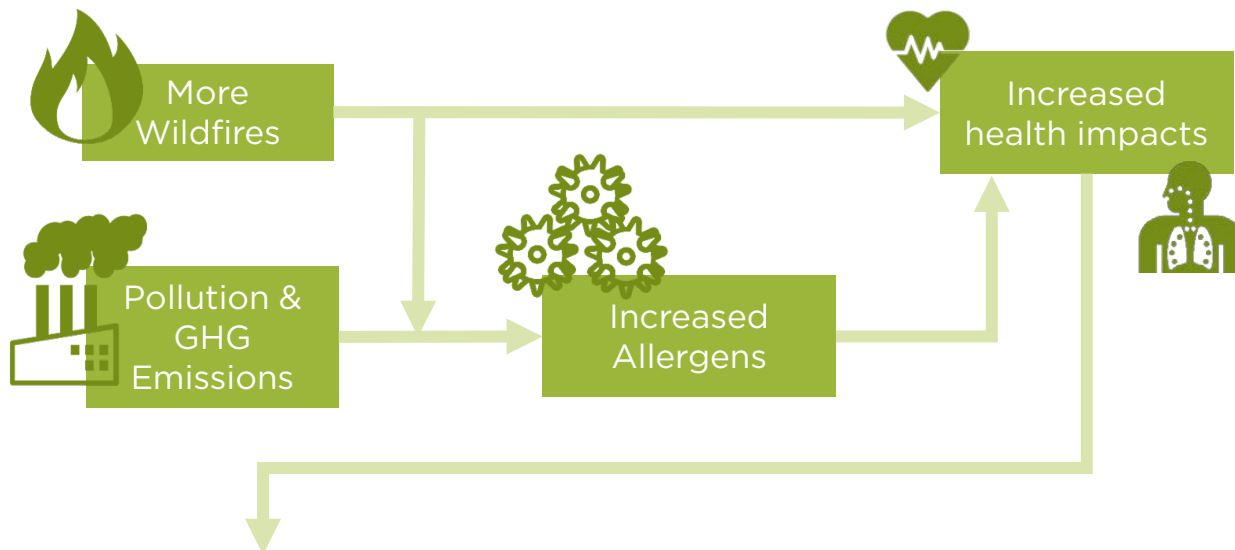 More
Wildfires
Increased
health impacts
Pollution &
GHG
Emissions
Increased
Allergens